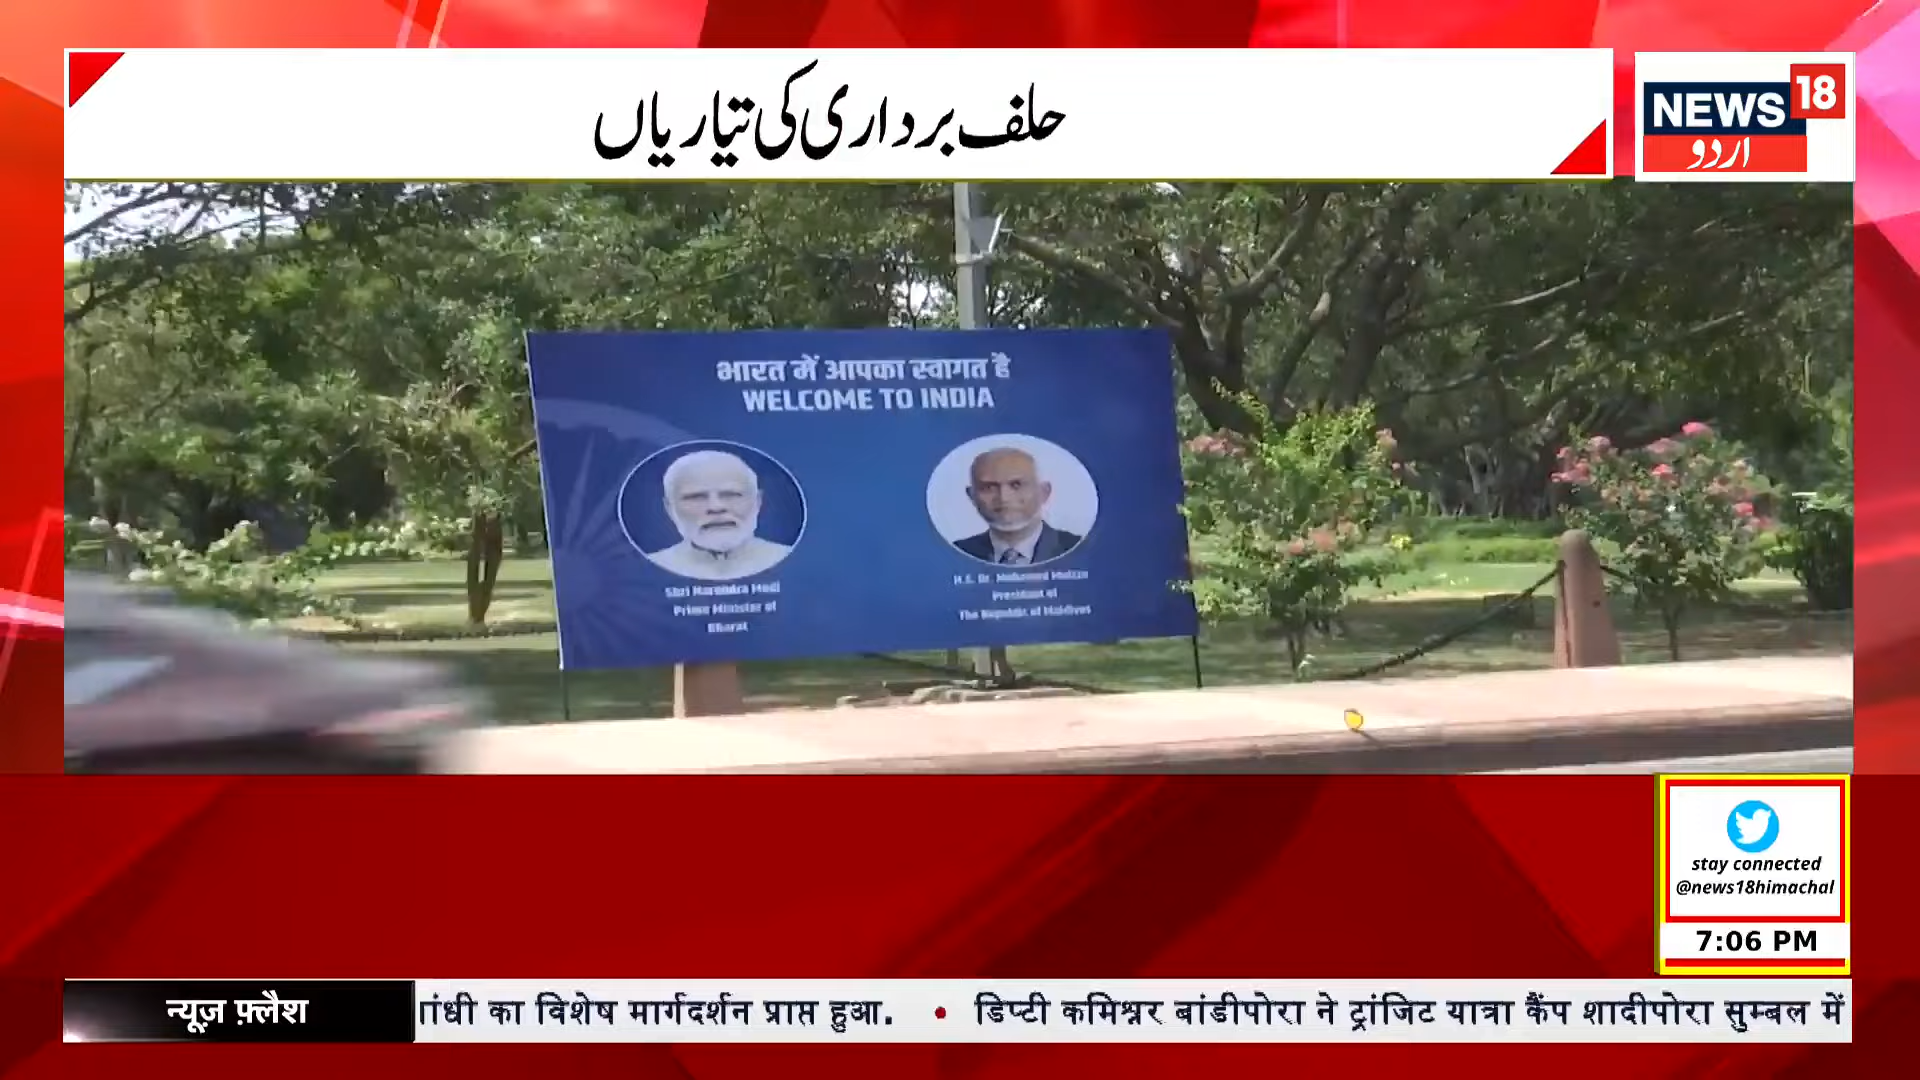 حلف برداری کی تیاریاں
NEWS 18
اردو
भारत में आपका स्वागत है
WELCOME TO INDIA
Shri Narendra Modi
Prime Minister of
Bharat
H.E. Dr. Mohamed Muizzu
President of
The Republic of Maldives
stay connected
@news18himachal
7:06 PM
न्यूज़ फ़्लैश
गांधी का विशेष मार्गदर्शन प्राप्त हुआ. • डिप्टी कमिश्नर बांडीपोरा ने ट्रांजिट यात्रा कैंप शादीपोरा सुम्बल में